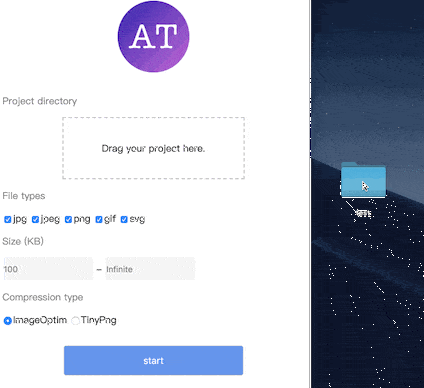 AT
Project directory
Drag your project here.
File types
jpg jpeg png gif svg
Size (KB)
100 – Infinite
Compression type
ImageOptim TinyPng
start